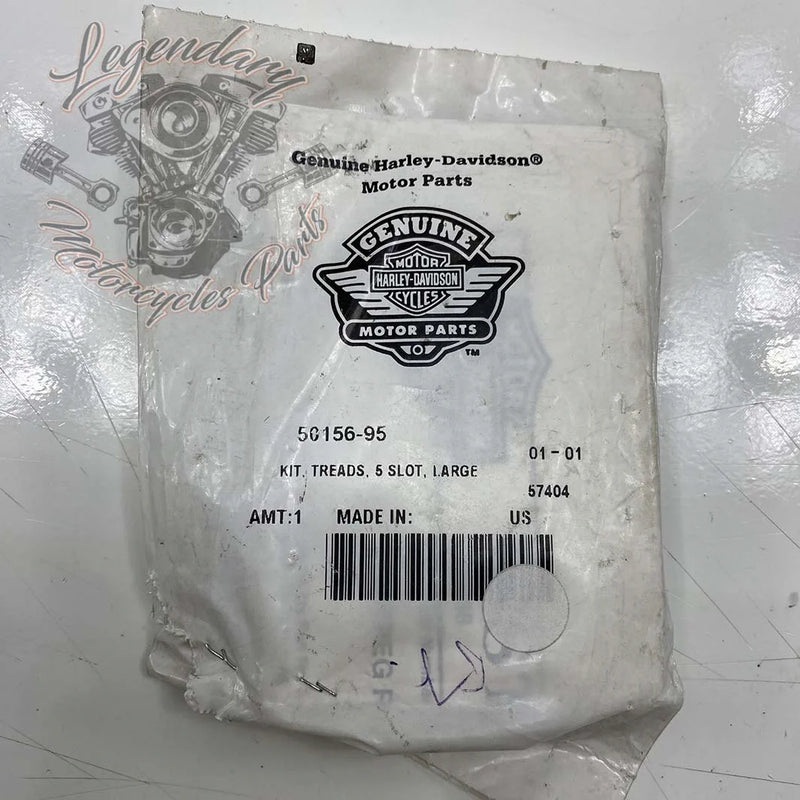 Legendary
Motorcycles Parts
Genuine Harley-Davidson®
Motor Parts
GENUINE
MOTOR
HARLEY-DAVIDSON
CYCLES
MOTOR PARTS
TM
50156-95
01-01
KIT, TREADS, 5 SLOT, LARGE
57404
AMT:1 MADE IN: US